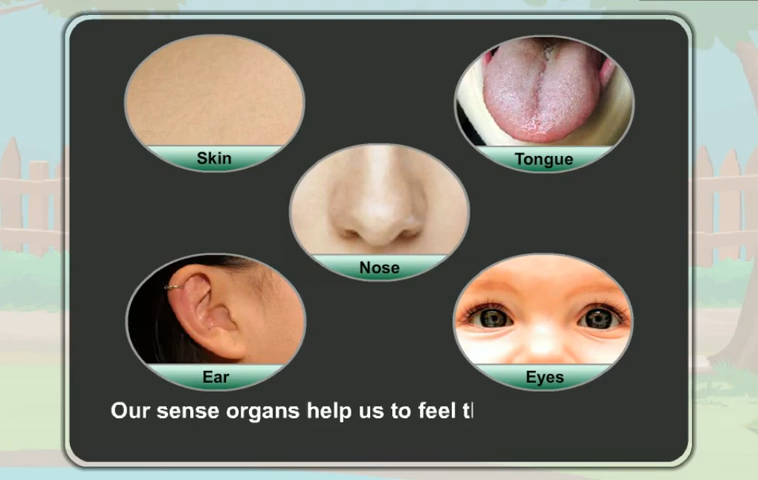 Skin
Tongue
Nose
Ear
Eyes
Our sense organs help us to feel